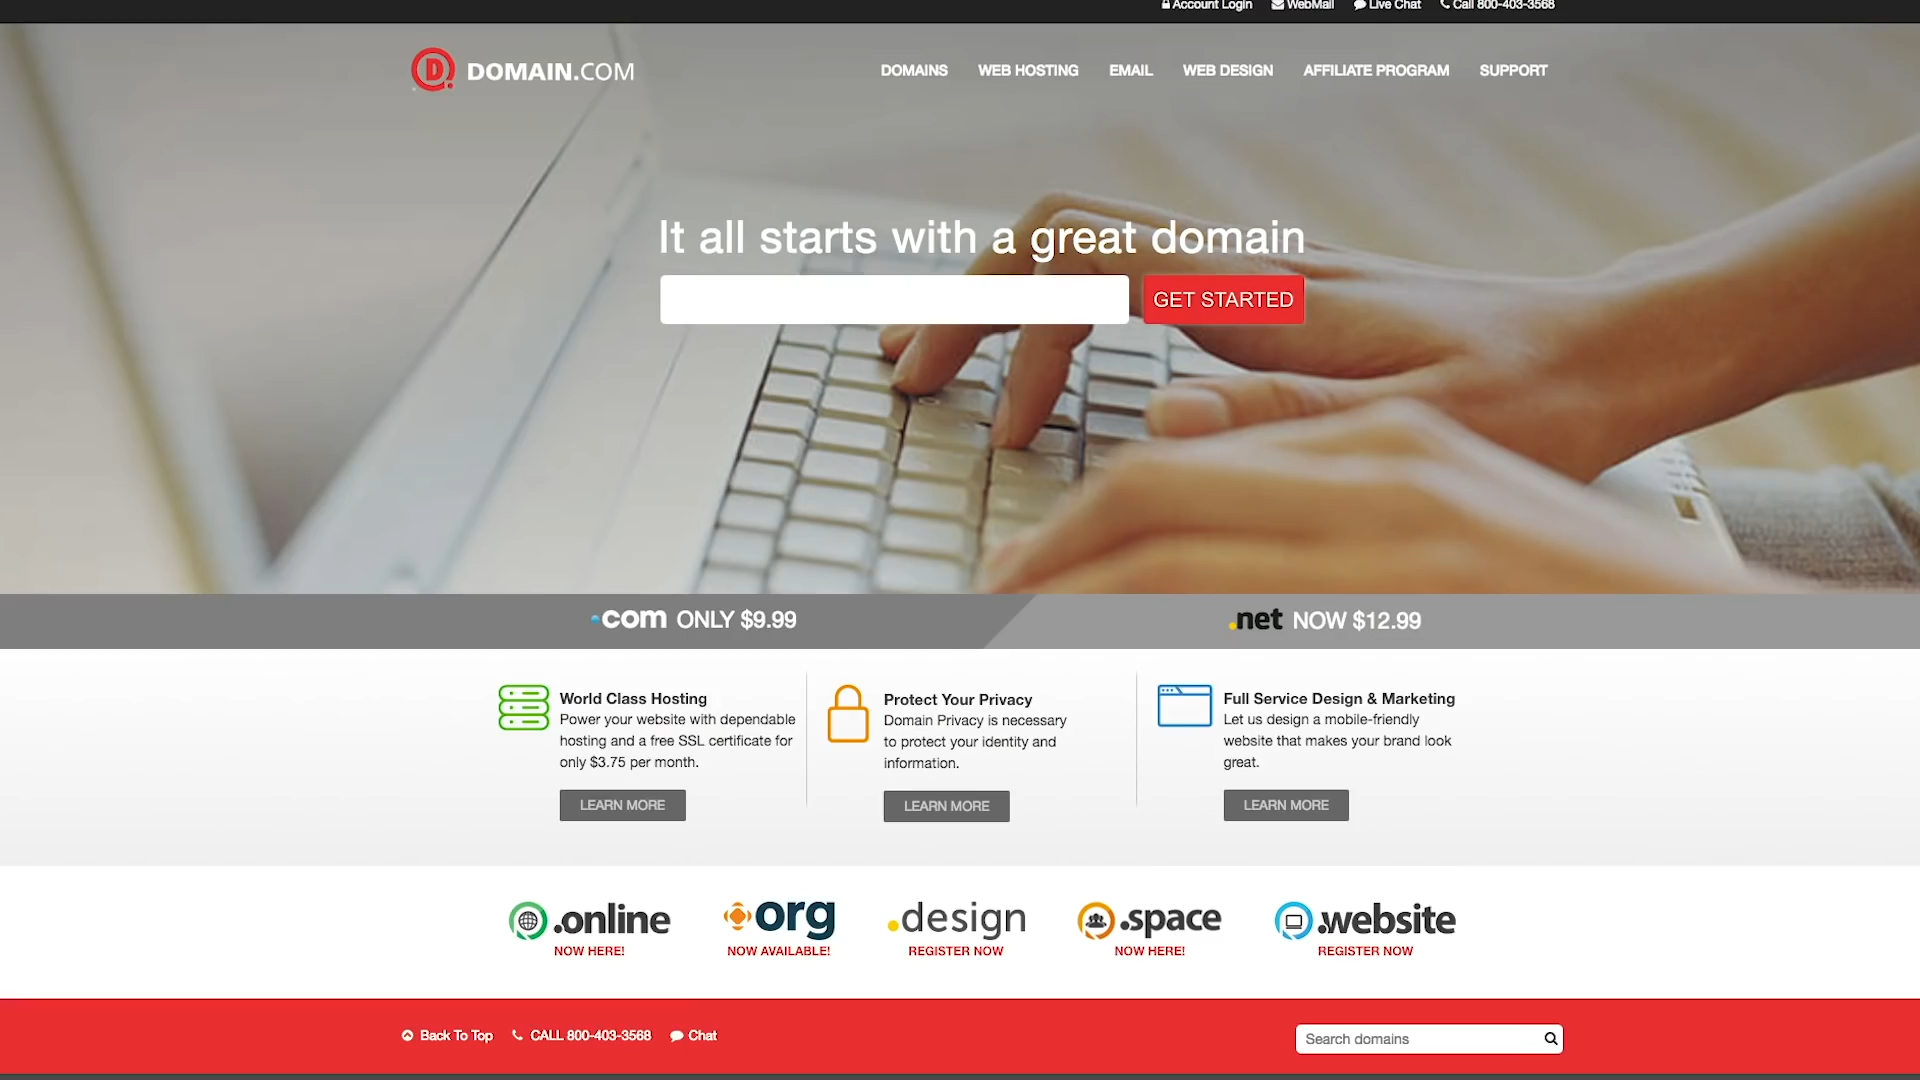 Account Login WebMail Live Chat Call 800-403-3568
DOMAIN.COM
DOMAINS WEB HOSTING EMAIL WEB DESIGN AFFILIATE PROGRAM SUPPORT
It all starts with a great domain
GET STARTED
.com ONLY $9.99
.net NOW $12.99
World Class Hosting
Power your website with dependable
hosting and a free SSL certificate for
only $3.75 per month.
LEARN MORE
Protect Your Privacy
Domain Privacy is necessary
to protect your identity and
information.
LEARN MORE
Full Service Design & Marketing
Let us design a mobile-friendly
website that makes your brand look
great.
LEARN MORE
.online
NOW HERE!
.org
NOW AVAILABLE!
.design
REGISTER NOW
.space
NOW HERE!
.website
REGISTER NOW
Back To Top CALL 800-403-3568 Chat
Search domains